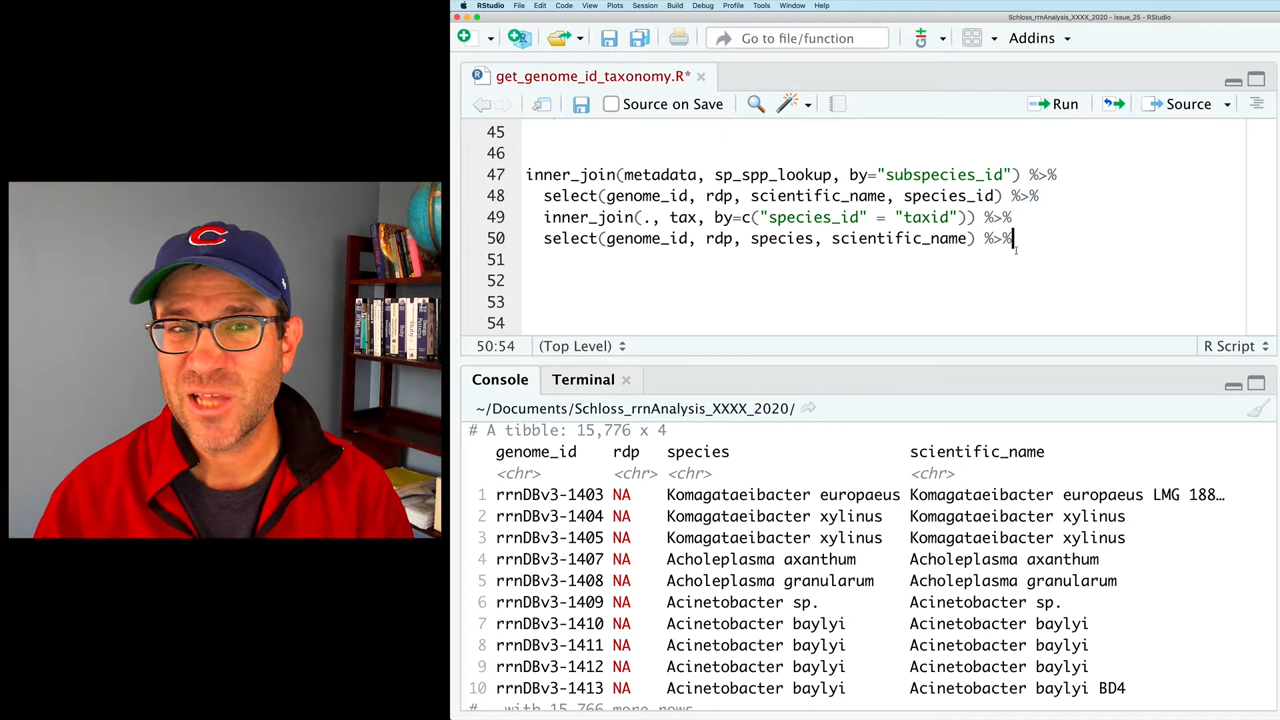 RStudio File Edit Code View Plots Session Build Debug Profile Tools Window Help
Schloss_rrnAnalysis_XXXX_2020 - issue_25 - RStudio
Go to file/function Addins
get_genome_id_taxonomy.R*
Source on Save Run Source
45
46
47 inner_join(metadata, sp_spp_lookup, by="subspecies_id") %>%
48 select(genome_id, rdp, scientific_name, species_id) %>%
49 inner_join(., tax, by=c("species_id" = "taxid")) %>%
50 select(genome_id, rdp, species, scientific_name) %>%
51
52
53
54
50:54 (Top Level) R Script
Console Terminal
~/Documents/Schloss_rrnAnalysis_XXXX_2020/
# A tibble: 15,776 x 4
genome_id rdp species scientific_name
<chr> <chr> <chr> <chr>
1 rrnDBv3-1403 NA Komagataeibacter europaeus Komagataeibacter europaeus LMG 188…
2 rrnDBv3-1404 NA Komagataeibacter xylinus Komagataeibacter xylinus
3 rrnDBv3-1405 NA Komagataeibacter xylinus Komagataeibacter xylinus
4 rrnDBv3-1407 NA Acholeplasma axanthum Acholeplasma axanthum
5 rrnDBv3-1408 NA Acholeplasma granularum Acholeplasma granularum
6 rrnDBv3-1409 NA Acinetobacter sp. Acinetobacter sp.
7 rrnDBv3-1410 NA Acinetobacter baylyi Acinetobacter baylyi
8 rrnDBv3-1411 NA Acinetobacter baylyi Acinetobacter baylyi
9 rrnDBv3-1412 NA Acinetobacter baylyi Acinetobacter baylyi
10 rrnDBv3-1413 NA Acinetobacter baylyi Acinetobacter baylyi BD4
# … with 15,766 more rows